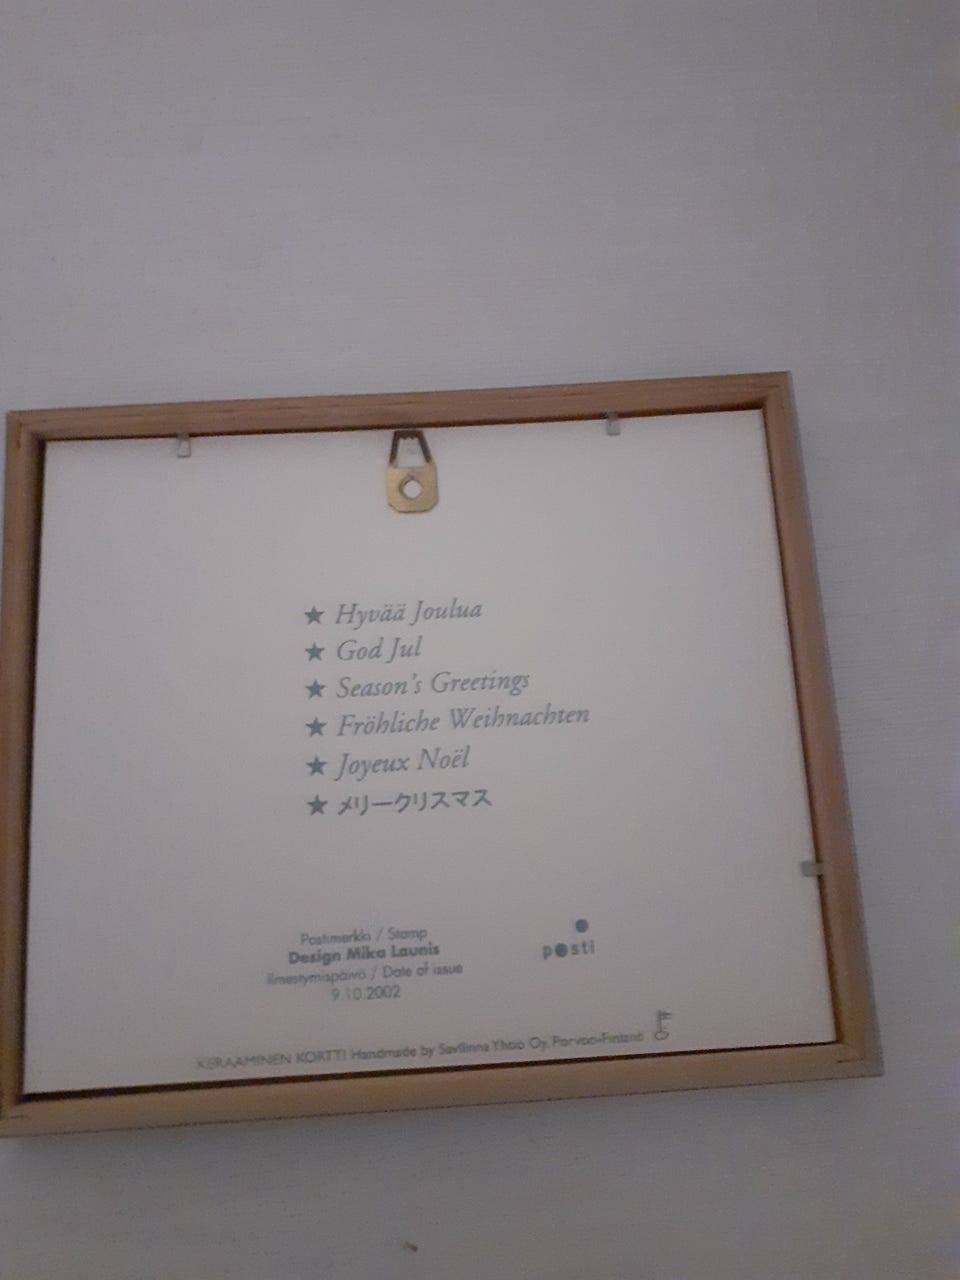 ★ Hyvää Joulua
★ God Jul
★ Season's Greetings
★ Fröhliche Weihnachten
★ Joyeux Noël
★ メリークリスマス
Postimerkki / Stamp
Design Mika Launis
Ilmestymispäivä / Date of issue
9.10.2002
posti
KERAAMINEN KORTTI Handmade by Savilinna Yhtiö Oy, Porvoo-Finland